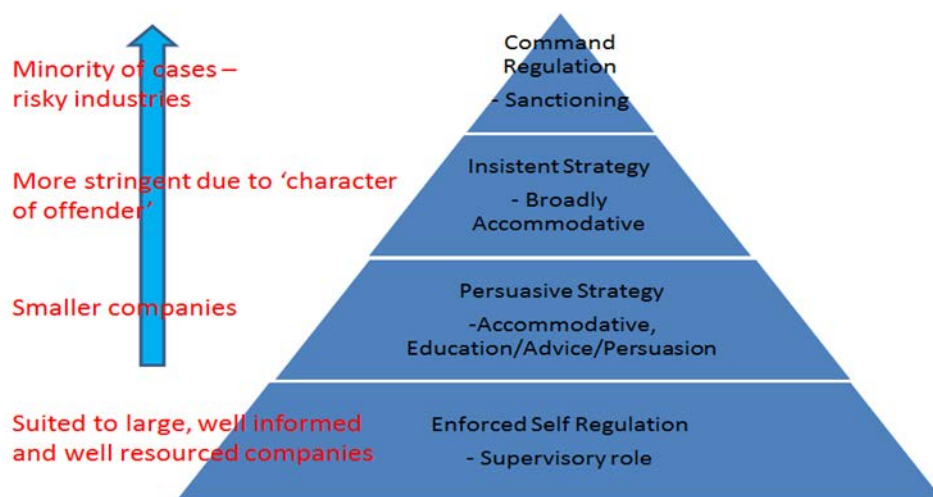 Minority of cases –
risky industries
Command
Regulation
- Sanctioning
More stringent due to ‘character
of offender’
Insistent Strategy
- Broadly
Accommodative
Smaller companies
Persuasive Strategy
-Accommodative,
Education/Advice/Persuasion
Suited to large, well informed
and well resourced companies
Enforced Self Regulation
- Supervisory role